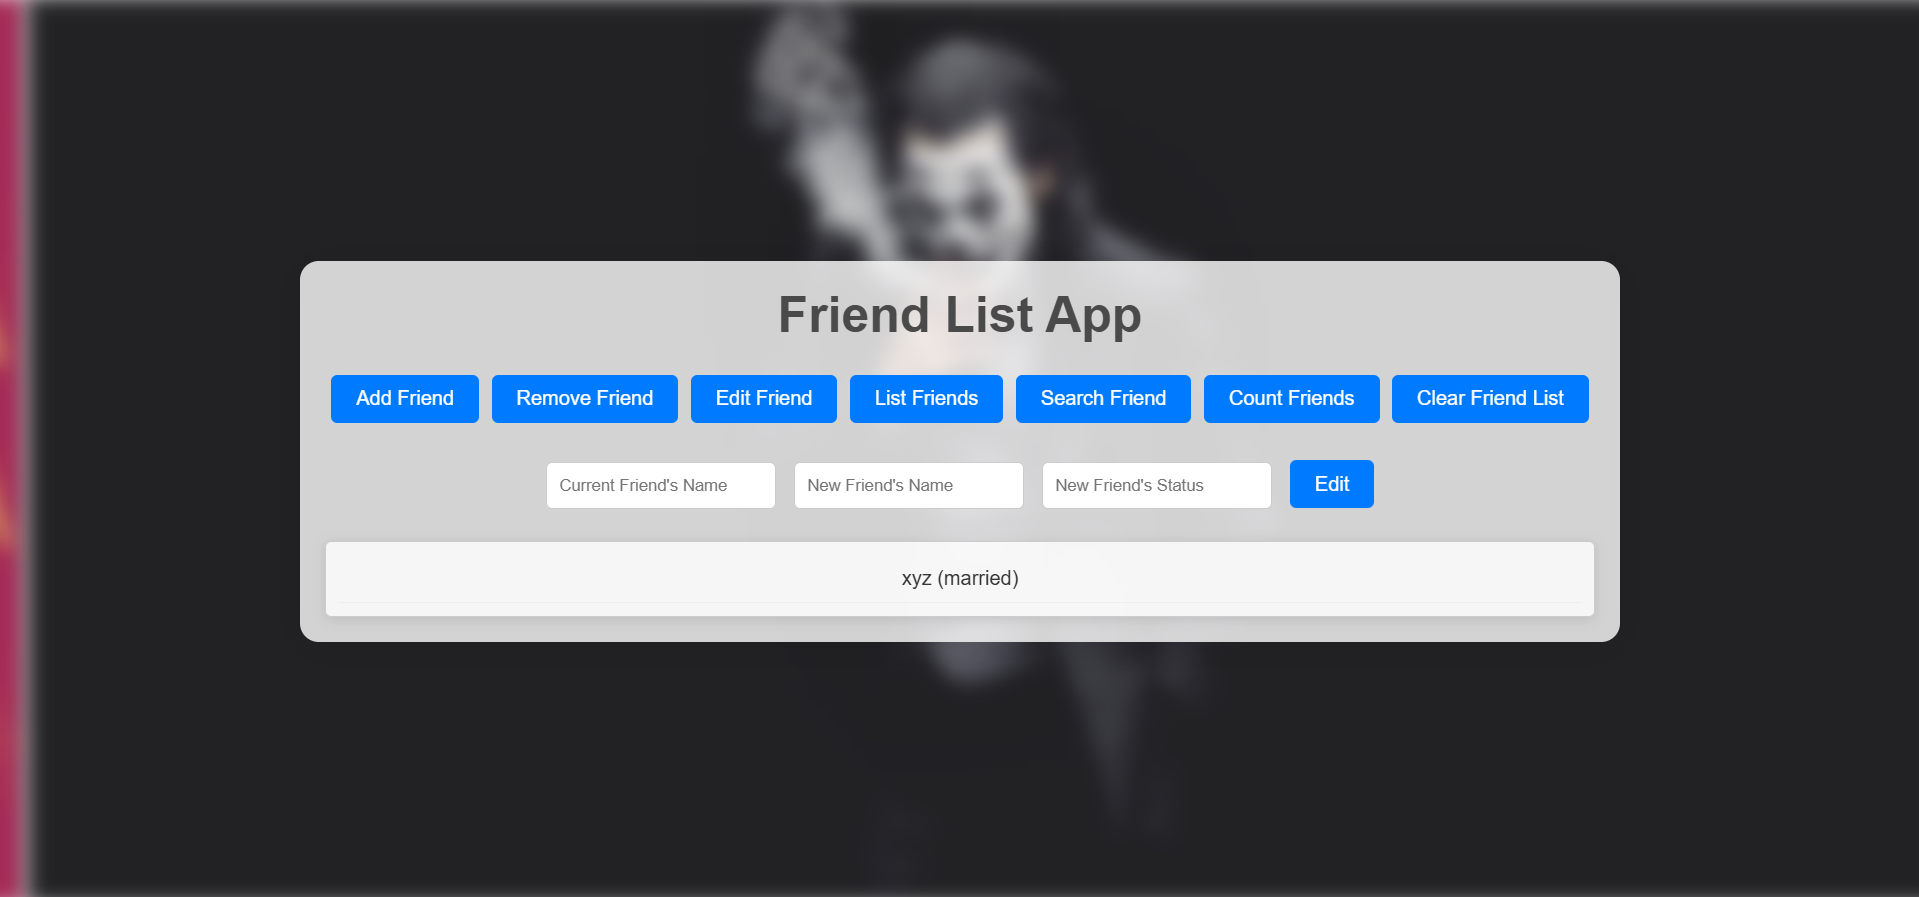 Friend List App
Add Friend Remove Friend Edit Friend List Friends Search Friend Count Friends Clear Friend List
Current Friend's Name New Friend's Name New Friend's Status Edit
xyz (married)